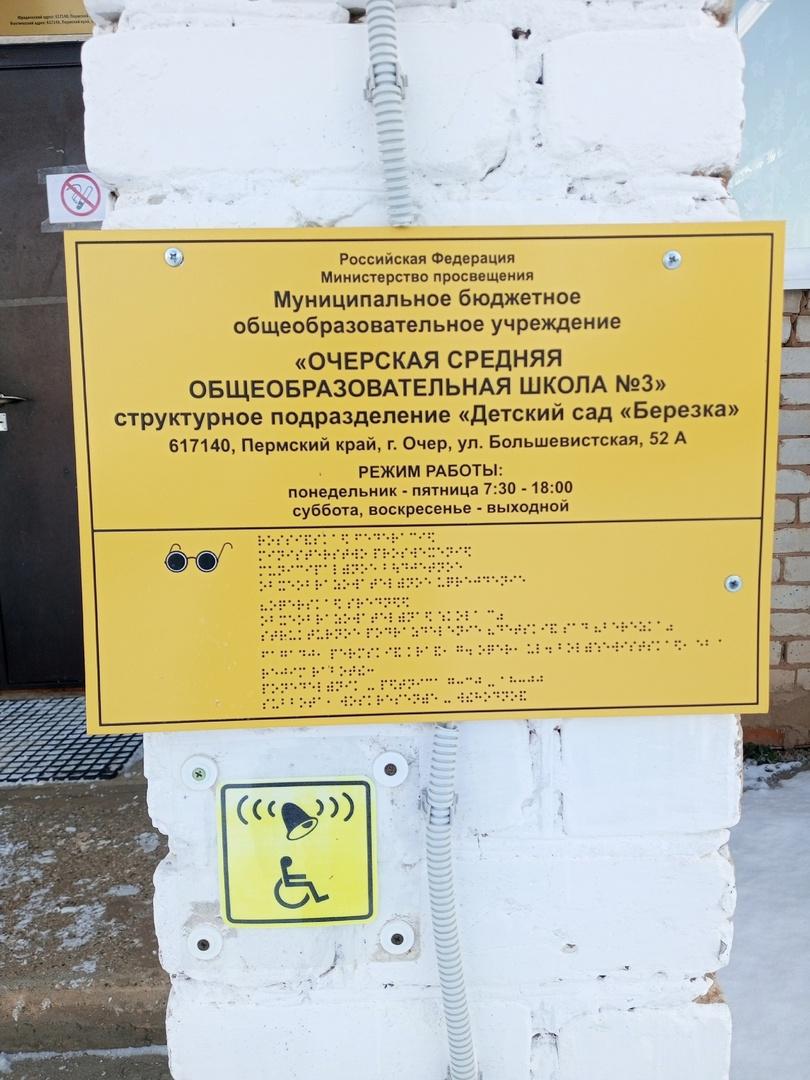 Российская Федерация
Министерство просвещения
Муниципальное бюджетное
общеобразовательное учреждение
«ОЧЕРСКАЯ СРЕДНЯЯ
ОБЩЕОБРАЗОВАТЕЛЬНАЯ ШКОЛА №3»
структурное подразделение «Детский сад «Березка»
617140, Пермский край, г. Очер, ул. Большевистская, 52 А
РЕЖИМ РАБОТЫ:
понедельник - пятница 7:30 - 18:00
суббота, воскресенье - выходной